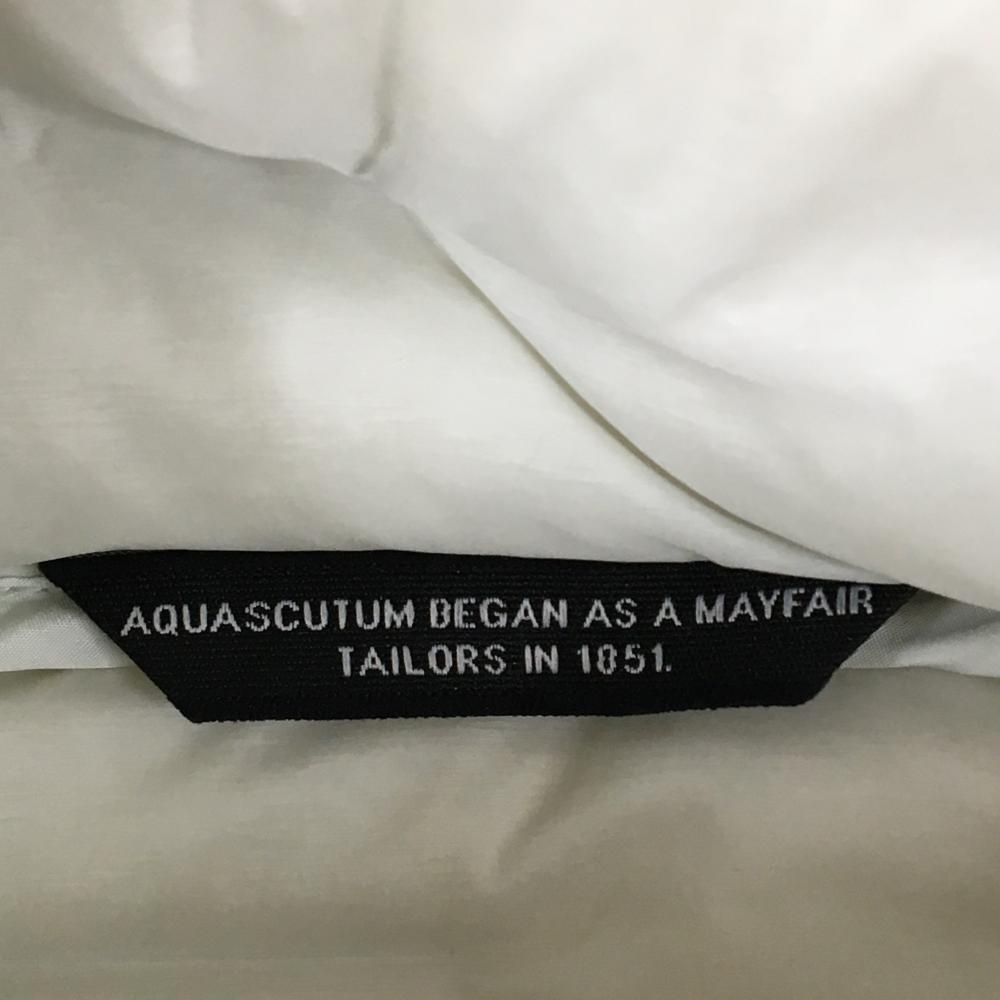 AQUASCUTUM BEGAN AS A MAYFAIR
TAILORS IN 1851.